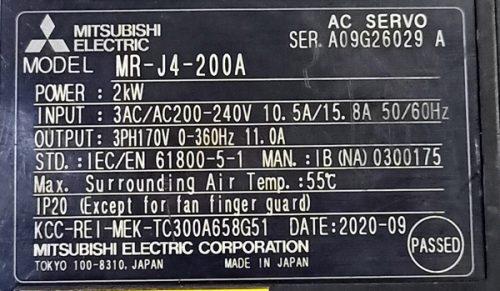 MITSUBISHI ELECTRIC AC SERVO
SER. A09G26029 A
MODEL MR-J4-200A
POWER : 2kW
INPUT : 3AC/AC200-240V 10.5A/15.8A 50/60Hz
OUTPUT: 3PH170V 0-360Hz 11.0A
STD.: IEC/EN 61800-5-1 MAN.: IB(NA)0300175
Max. Surrounding Air Temp.:55℃
IP20 (Except for fan finger guard)
KCC-REI-MEK-TC300A658G51 DATE:2020-09
MITSUBISHI ELECTRIC CORPORATION PASSED
TOKYO 100-8310, JAPAN MADE IN JAPAN